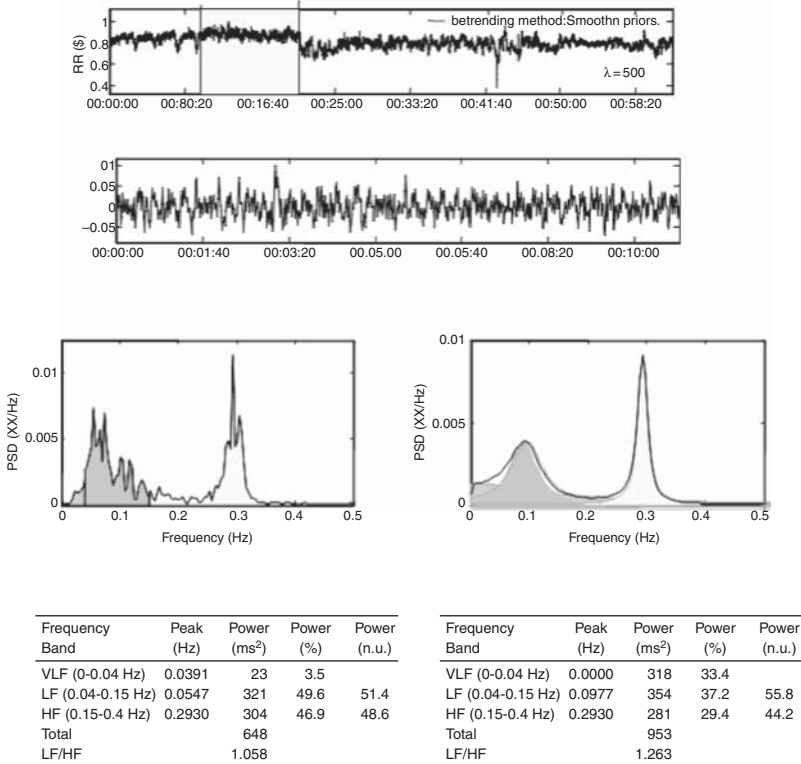 betrending method:Smoothn priors.
RR ($)
1
0.8
0.6
0.4
λ=500
00:00:00 00:80:20 00:16:40 00:25:00 00:33:20 00:41:40 00:50:00 00:58:20
01
0.05
0
−0.05
00:00:00 00:01:40 00:03:20 00.05:00 00.05:40 00.08:20 00:10:00
PSD (XX/Hz)
0.01
0.005
0
0 0.1 0.2 0.3 0.4 0.5
Frequency (Hz)
PSD (XX/Hz)
0.01
0.005
0
0 0.1 0.2 0.3 0.4 0.5
Frequency (Hz)
Frequency Peak Power Power Power
Band (Hz) (ms²) (%) (n.u.)
VLF (0-0.04 Hz) 0.0391 23 3.5
LF (0.04-0.15 Hz) 0.0547 321 49.6 51.4
HF (0.15-0.4 Hz) 0.2930 304 46.9 48.6
Total 648
LF/HF 1.058
Frequency Peak Power Power Power
Band (Hz) (ms²) (%) (n.u.)
VLF (0-0.04 Hz) 0.0000 318 33.4
LF (0.04-0.15 Hz) 0.0977 354 37.2 55.8
HF (0.15-0.4 Hz) 0.2930 281 29.4 44.2
Total 953
LF/HF 1.263